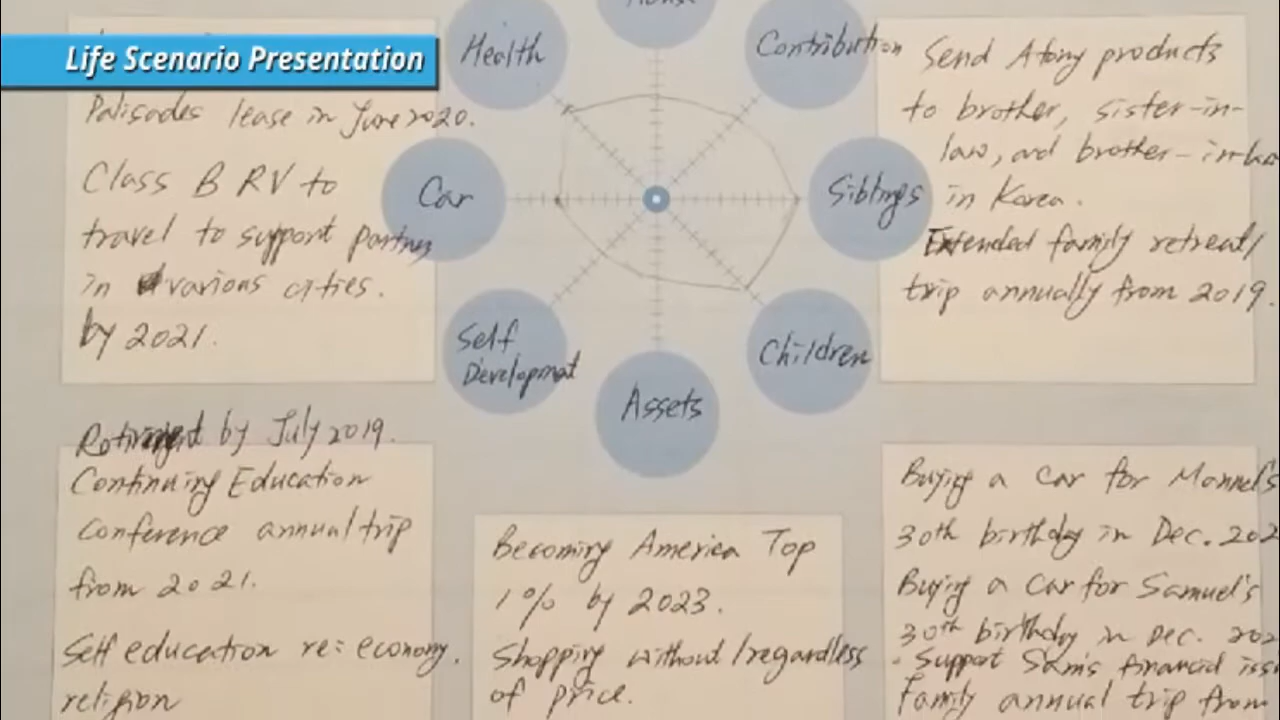 Life Scenario Presentation
Palisades lease in June 2020.
Class B RV to
travel to support partners
in various cities.
by 2021.
Health
Contribution
Car
Siblings
Self
Development
Children
Assets
Send Atomy products
to brother, sister-in-
law, and brother-in-law
in Korea.
Extended family retreat/
trip annually from 2019.
by July 2019.
Continuing Education
Conference annual trip
from 2021.
Self education re: economy.
religion
Becoming America Top
1% by 2023.
Shopping without/regardless
of price.
Buying a car for
30th birthday in Dec. 202
Buying a car for Samuel's
30th birthday in Dec. 202
- Support Sam's financial iss
Family annual trip from